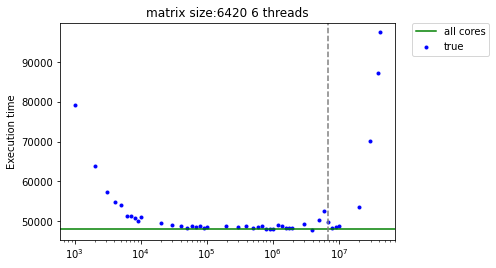 matrix size:6420 6 threads
all cores
true
Execution time
90000
80000
70000
60000
50000
10³
10⁴
10⁵
10⁶
10⁷